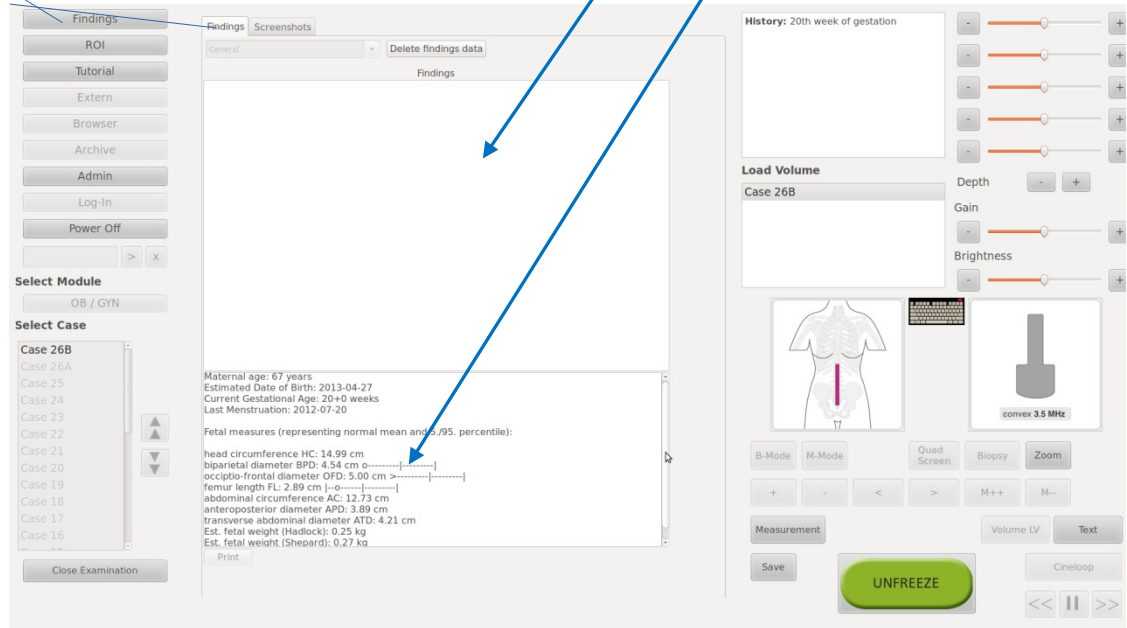 Findings
ROI
Tutorial
Extern
Browser
Archive
Admin
Log-In
Power Off
> x
Select Module
OB / GYN
Select Case
Case 26B
Case 26A
Case 25
Case 24
Case 23
Case 22
Case 21
Case 20
Case 19
Case 18
Case 17
Case 16
Close Examination
Findings Screenshots
General Delete findings data
Findings
Maternal age: 67 years
Estimated Date of Birth: 2013-04-27
Current Gestational Age: 20+0 weeks
Last Menstruation: 2012-07-20
Fetal measures (representing normal mean and 5./95. percentile):
head circumference HC: 14.99 cm
biparietal diameter BPD: 4.54 cm o---------|---------|
occiptio-frontal diameter OFD: 5.00 cm >---------|---------|
femur length FL: 2.89 cm |--o------|---------|
abdominal circumference AC: 12.73 cm
anteroposterior diameter APD: 3.89 cm
transverse abdominal diameter ATD: 4.21 cm
Est. fetal weight (Hadlock): 0.25 kg
Est. fetal weight (Shepard): 0.27 kg
Print
History: 20th week of gestation
- +
- +
- +
- +
- +
Load Volume
Case 26B
Depth - +
Gain
- +
Brightness
- +
convex 3.5 MHz
B-Mode M-Mode Quad Screen Biopsy Zoom
+ - < > M++ M--
Measurement Volume LV Text
Save UNFREEZE Cineloop
<< II >>